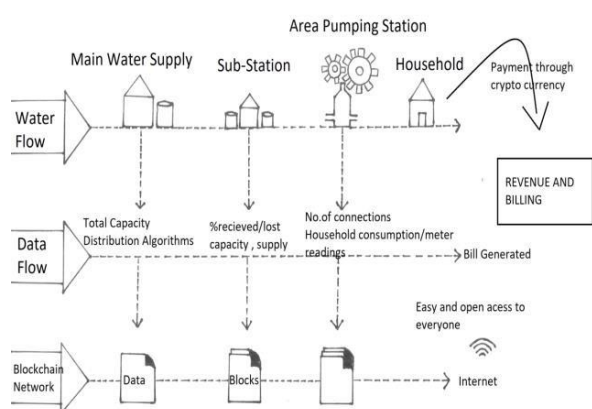 Area Pumping Station
Main Water Supply
Sub-Station
Household
Payment through
crypto currency
Water
Flow
REVENUE AND
BILLING
Total Capacity
Distribution Algorithms
%recieved/lost
capacity , supply
No.of connections
Household consumption/meter
readings
Data
Flow
Bill Generated
Easy and open acess to
everyone
Blockchain
Network
Data
Blocks
Internet